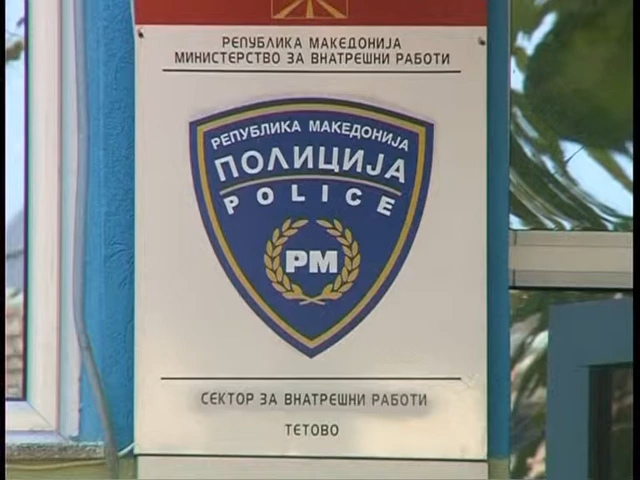 РЕПУБЛИКА МАКЕДОНИЈА
МИНИСТЕРСТВО ЗА ВНАТРЕШНИ РАБОТИ
РЕПУБЛИКА МАКЕДОНИЈА
ПОЛИЦИЈА
POLICE
РМ
СЕКТОР ЗА ВНАТРЕШНИ РАБОТИ
ТЕТОВО